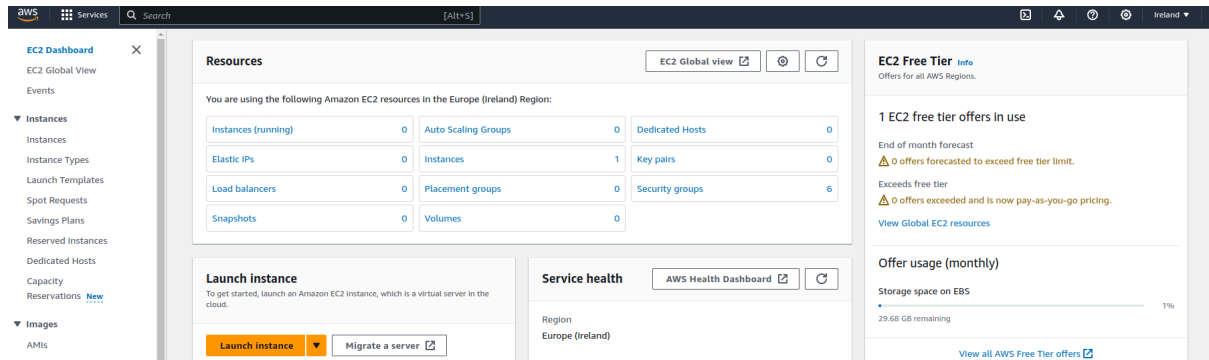 aws
Services
Search
[Alt+S]
Ireland
EC2 Dashboard
EC2 Global View
Events
Instances
Instances
Instance Types
Launch Templates
Spot Requests
Savings Plans
Reserved Instances
Dedicated Hosts
Capacity
Reservations New
Images
AMIs
Resources
EC2 Global view
You are using the following Amazon EC2 resources in the Europe (Ireland) Region:
Instances (running) 0
Auto Scaling Groups 0
Dedicated Hosts 0
Elastic IPs 0
Instances 1
Key pairs 0
Load balancers 0
Placement groups 0
Security groups 6
Snapshots 0
Volumes 0
Launch instance
To get started, launch an Amazon EC2 instance, which is a virtual server in the
cloud.
Launch instance
Migrate a server
Service health
AWS Health Dashboard
Region
Europe (Ireland)
EC2 Free Tier Info
Offers for all AWS Regions.
1 EC2 free tier offers in use
End of month forecast
0 offers forecasted to exceed free tier limit.
Exceeds free tier
0 offers exceeded and is now pay-as-you-go pricing.
View Global EC2 resources
Offer usage (monthly)
Storage space on EBS
1%
29.68 GB remaining
View all AWS Free Tier offers